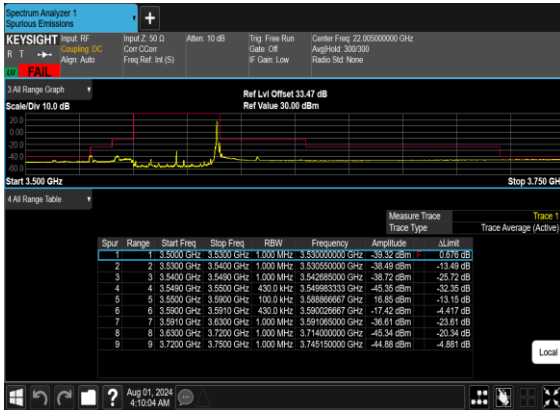 Spectrum Analyzer 1
Spurious Emissions
+
KEYSIGHT Input: RF Input Z: 50 Ω Atten: 10 dB Trig: Free Run Center Freq: 22.005000000 GHz
R T Coupling: DC Corr CCorr Gate: Off Avg|Hold: 300/300
Align: Auto Freq Ref: Int (S) IF Gain: Low Radio Std: None
FAIL
3 All Range Graph
Ref Lvl Offset 33.47 dB
Scale/Div 10.0 dB Ref Value 30.00 dBm
20.0
0.00
-20.0
-40.0
-60.0
Start 3.500 GHz Stop 3.750 GH
4 All Range Table
Measure Trace Trace 1
Trace Type Trace Average (Active)
Spur Range Start Freq Stop Freq RBW Frequency Amplitude ΔLimit
1 1 3.5000 GHz 3.5300 GHz 1.000 MHz 3.530000000 GHz -39.32 dBm F 0.676 dB
2 2 3.5300 GHz 3.5400 GHz 1.000 MHz 3.530550000 GHz -38.49 dBm -13.49 dB
3 3 3.5400 GHz 3.5490 GHz 1.000 MHz 3.542685000 GHz -38.72 dBm -25.72 dB
4 4 3.5490 GHz 3.5500 GHz 430.0 kHz 3.549983333 GHz -45.35 dBm -32.35 dB
5 5 3.5500 GHz 3.5900 GHz 100.0 kHz 3.588866667 GHz 16.85 dBm -13.15 dB
6 6 3.5900 GHz 3.5910 GHz 430.0 kHz 3.590026667 GHz -17.42 dBm -4.417 dB
7 7 3.5910 GHz 3.6300 GHz 1.000 MHz 3.591065000 GHz -36.61 dBm -23.61 dB
8 8 3.6300 GHz 3.7200 GHz 1.000 MHz 3.714000000 GHz -45.34 dBm -20.34 dB
9 9 3.7200 GHz 3.7500 GHz 1.000 MHz 3.745150000 GHz -44.88 dBm -4.881 dB
Local
? Aug 01, 2024
4:10:04 AM